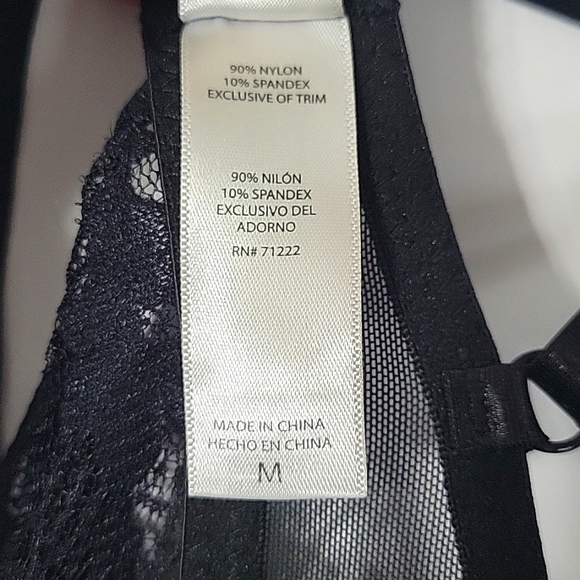 90% NYLON
10% SPANDEX
EXCLUSIVE OF TRIM
90% NILÓN
10% SPANDEX
EXCLUSIVO DEL
ADORNO
RN# 71222
MADE IN CHINA
HECHO EN CHINA
M